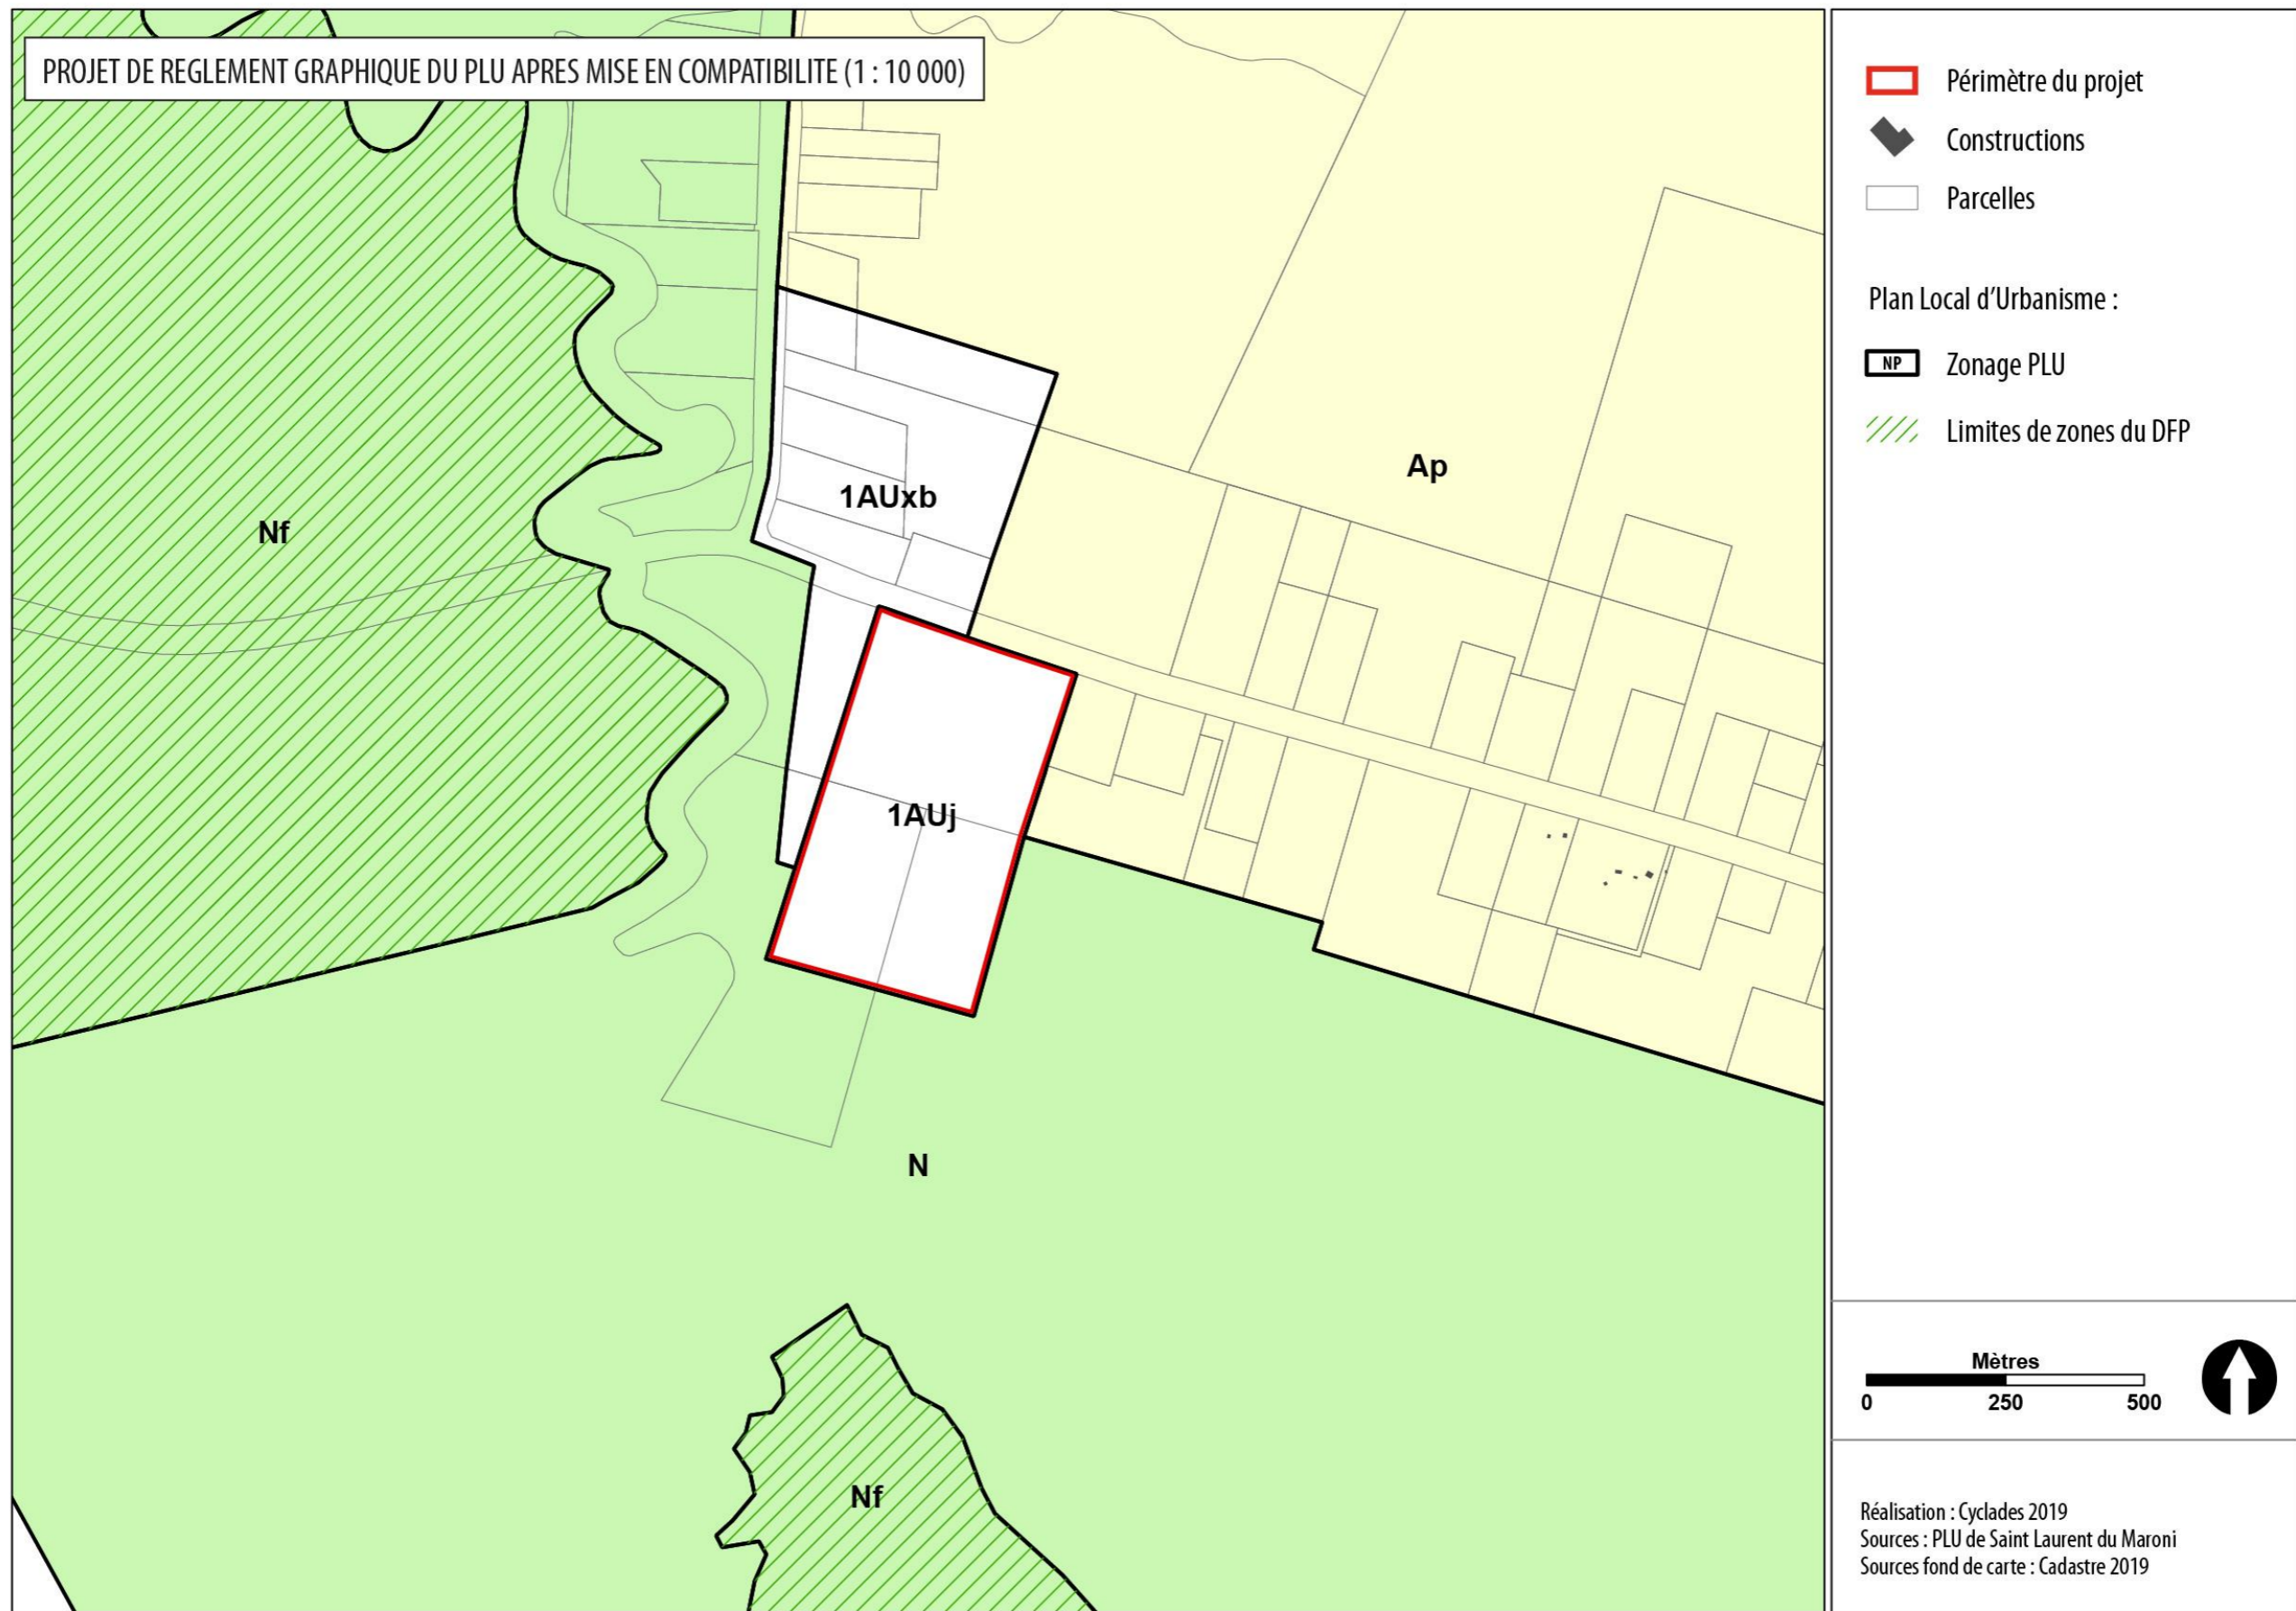 PROJET DE REGLEMENT GRAPHIQUE DU PLU APRES MISE EN COMPATIBILITE (1 : 10 000)
Nf
1AUxb
Ap
1AUj
N
Nf
Périmètre du projet
Constructions
Parcelles
Plan Local d'Urbanisme :
NP Zonage PLU
Limites de zones du DFP
Mètres
0 250 500
Réalisation : Cyclades 2019
Sources : PLU de Saint Laurent du Maroni
Sources fond de carte : Cadastre 2019